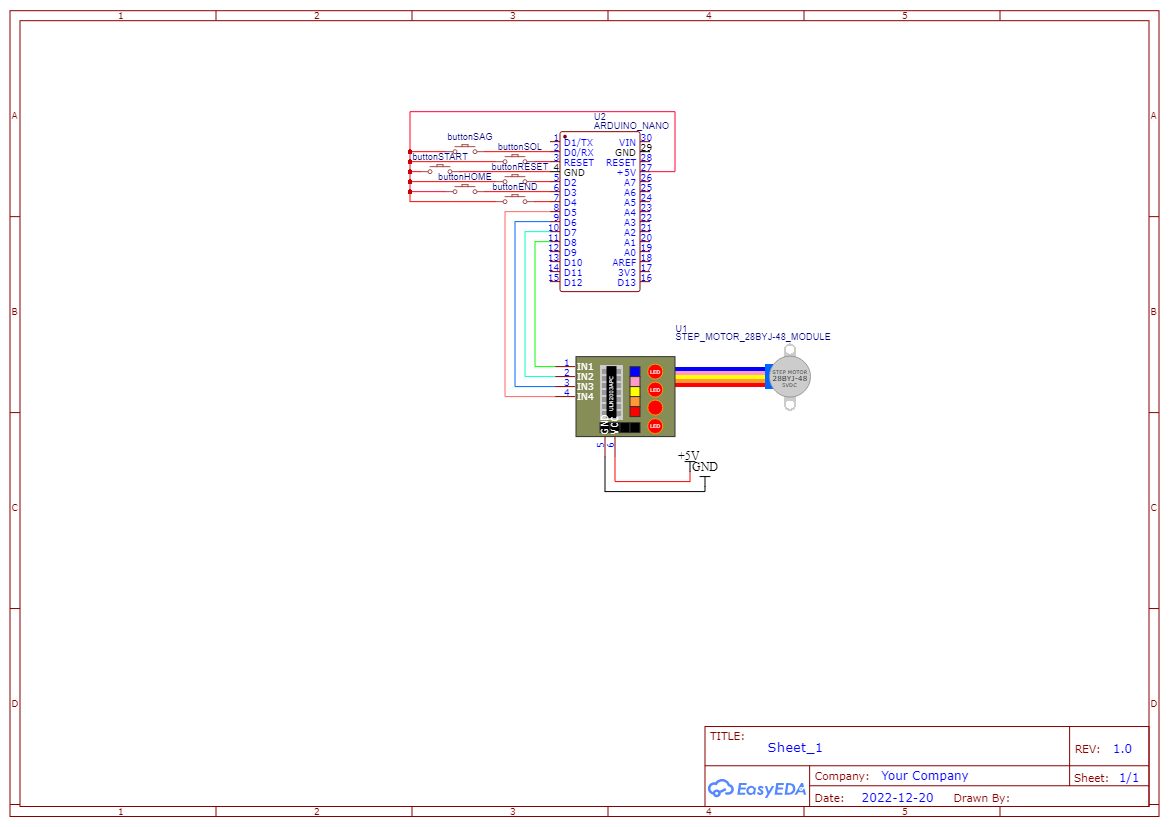 1 2 3 4 5
A A
B B
C C
D D
1 2 3 4 5
U2
ARDUINO_NANO
buttonSAG
buttonSOL
buttonSTART
buttonRESET
buttonHOME
buttonEND
1 D1/TX VIN 30
2 D0/RX GND 29
3 RESET RESET 28
4 GND +5V 27
5 D2 A7 26
6 D3 A6 25
7 D4 A5 24
8 D5 A4 23
9 D6 A3 22
10 D7 A2 21
11 D8 A1 20
12 D9 A0 19
13 D10 AREF 18
14 D11 3V3 17
15 D12 D13 16
U1
STEP_MOTOR_28BYJ-48_MODULE
1 IN1
2 IN2
3 IN3
4 IN4
ULN2003APC
LED
LED
LED
GND
VCC
5 6
STEP MOTOR
28BYJ-48
5VDC
+5V
GND
TITLE:
Sheet_1
REV: 1.0
EasyEDA
Company: Your Company
Sheet: 1/1
Date: 2022-12-20 Drawn By: